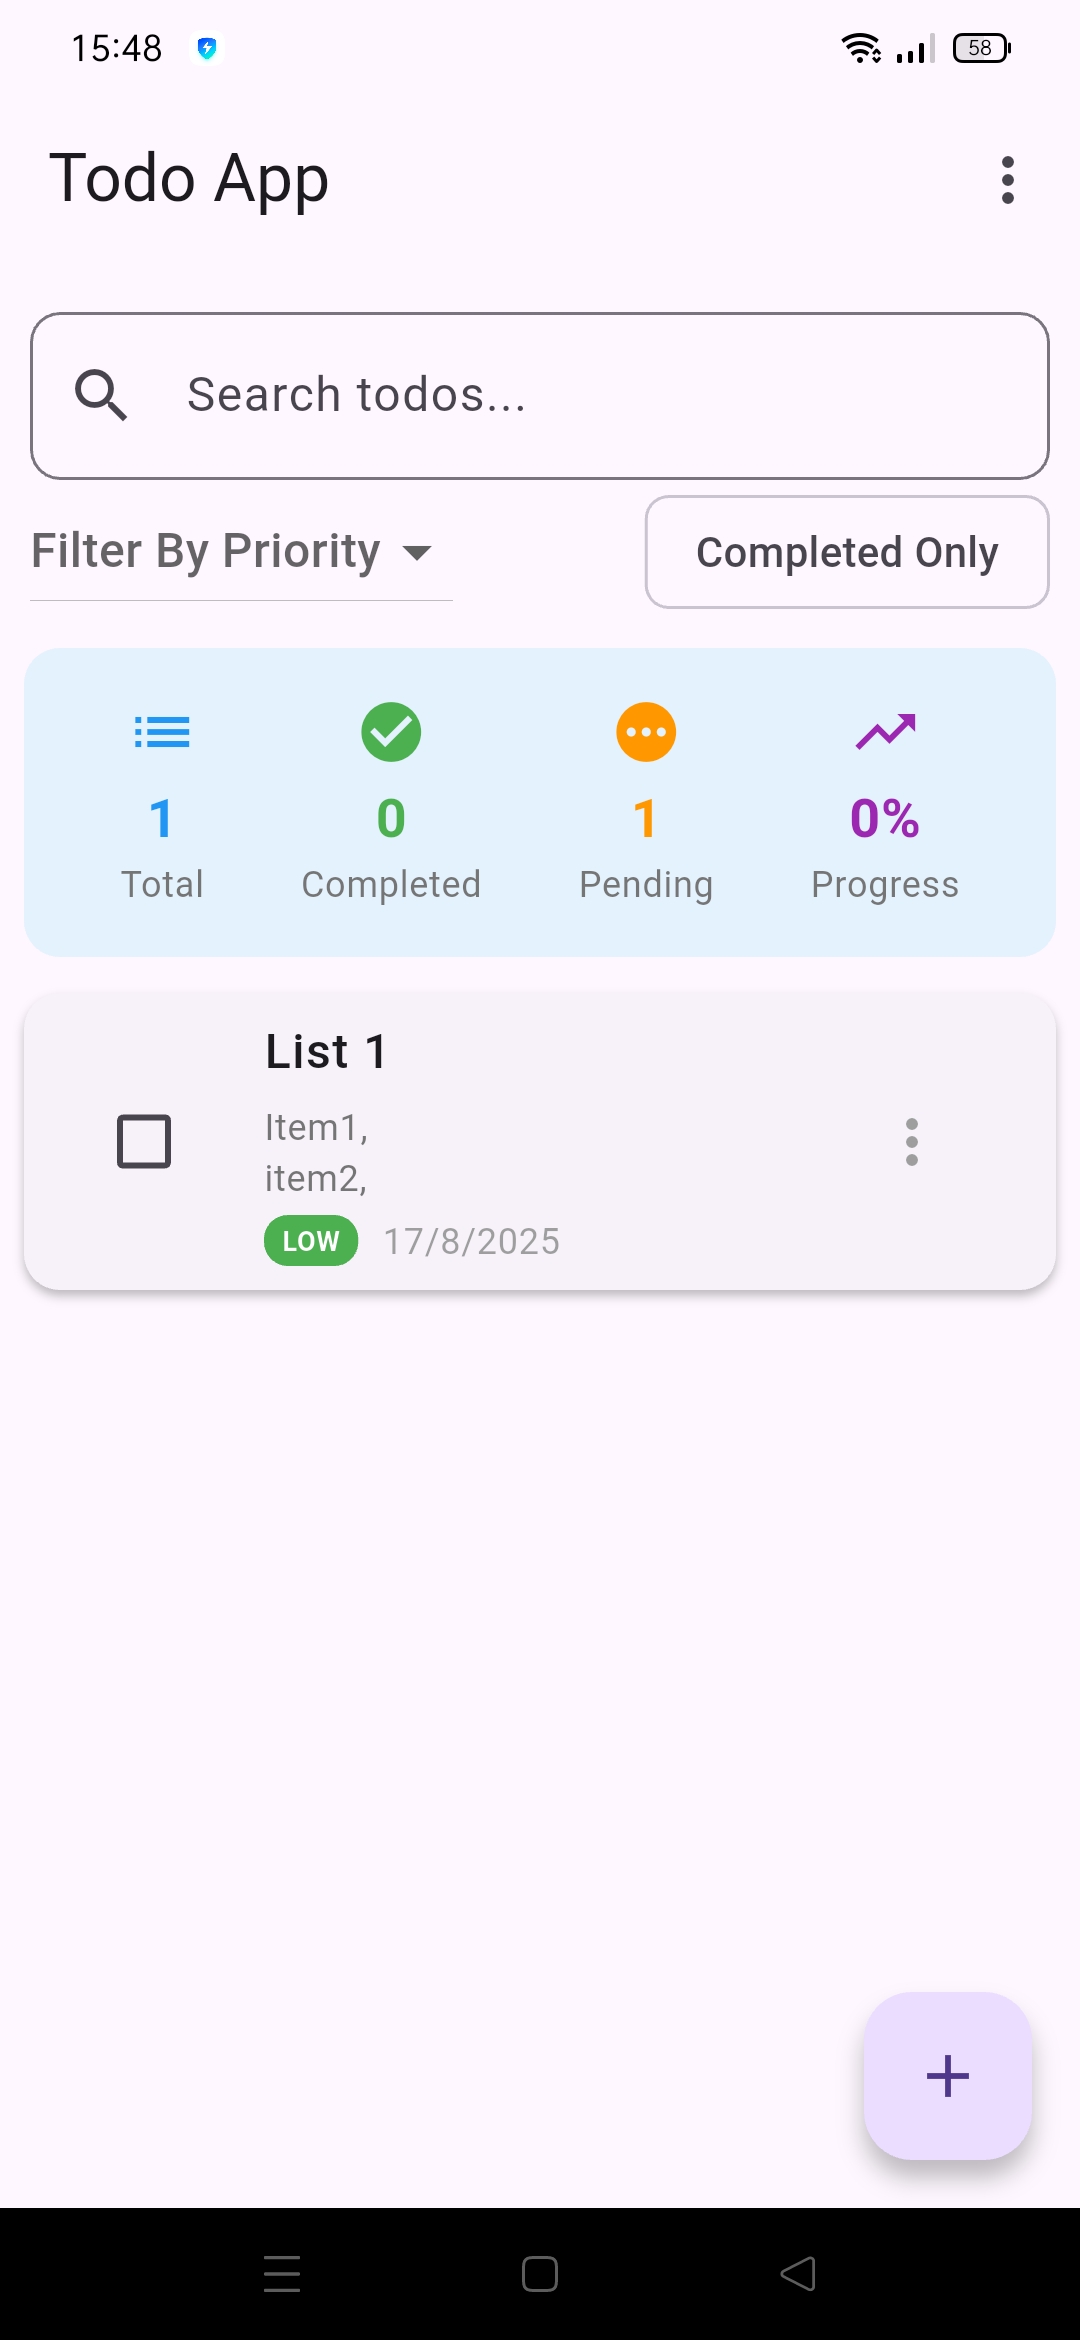 15:48
58
Todo App
Search todos...
Filter By Priority
Completed Only
1 0 1 0%
Total Completed Pending Progress
List 1
Item1,
item2,
LOW 17/8/2025